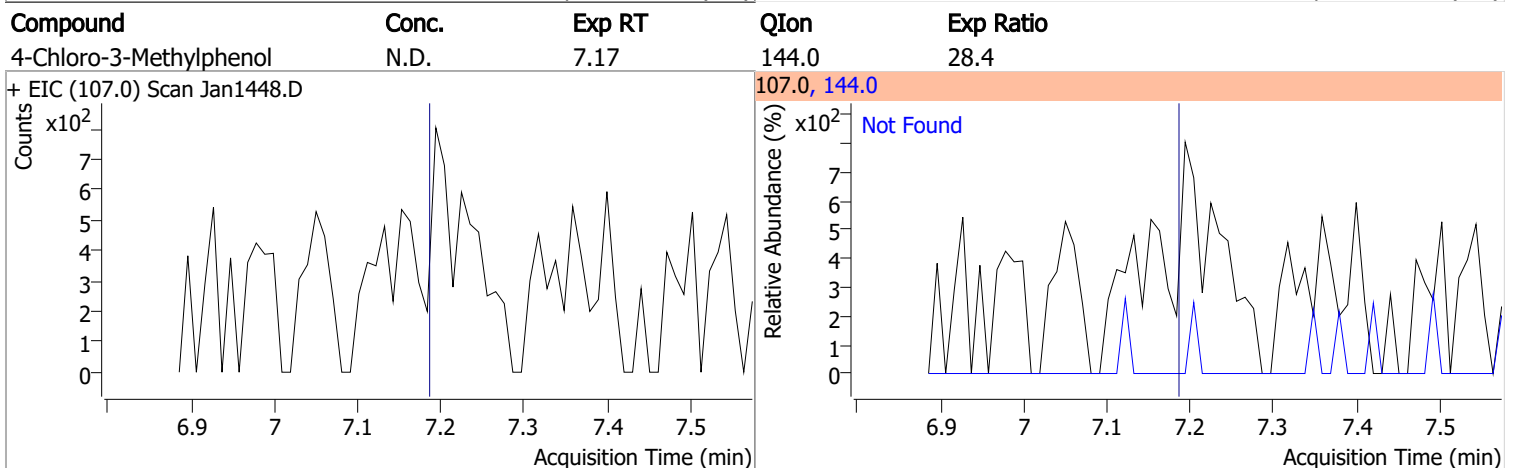 Compound Conc. Exp RT QIon Exp Ratio
4-Chloro-3-Methylphenol N.D. 7.17 144.0 28.4
+ EIC (107.0) Scan Jan1448.D
Counts
x10²
7
6
5
4
3
2
1
0
6.9 7 7.1 7.2 7.3 7.4 7.5
Acquisition Time (min)
107.0, 144.0
Relative Abundance (%)
x10²
Not Found
7
6
5
4
3
2
1
0
6.9 7 7.1 7.2 7.3 7.4 7.5
Acquisition Time (min)